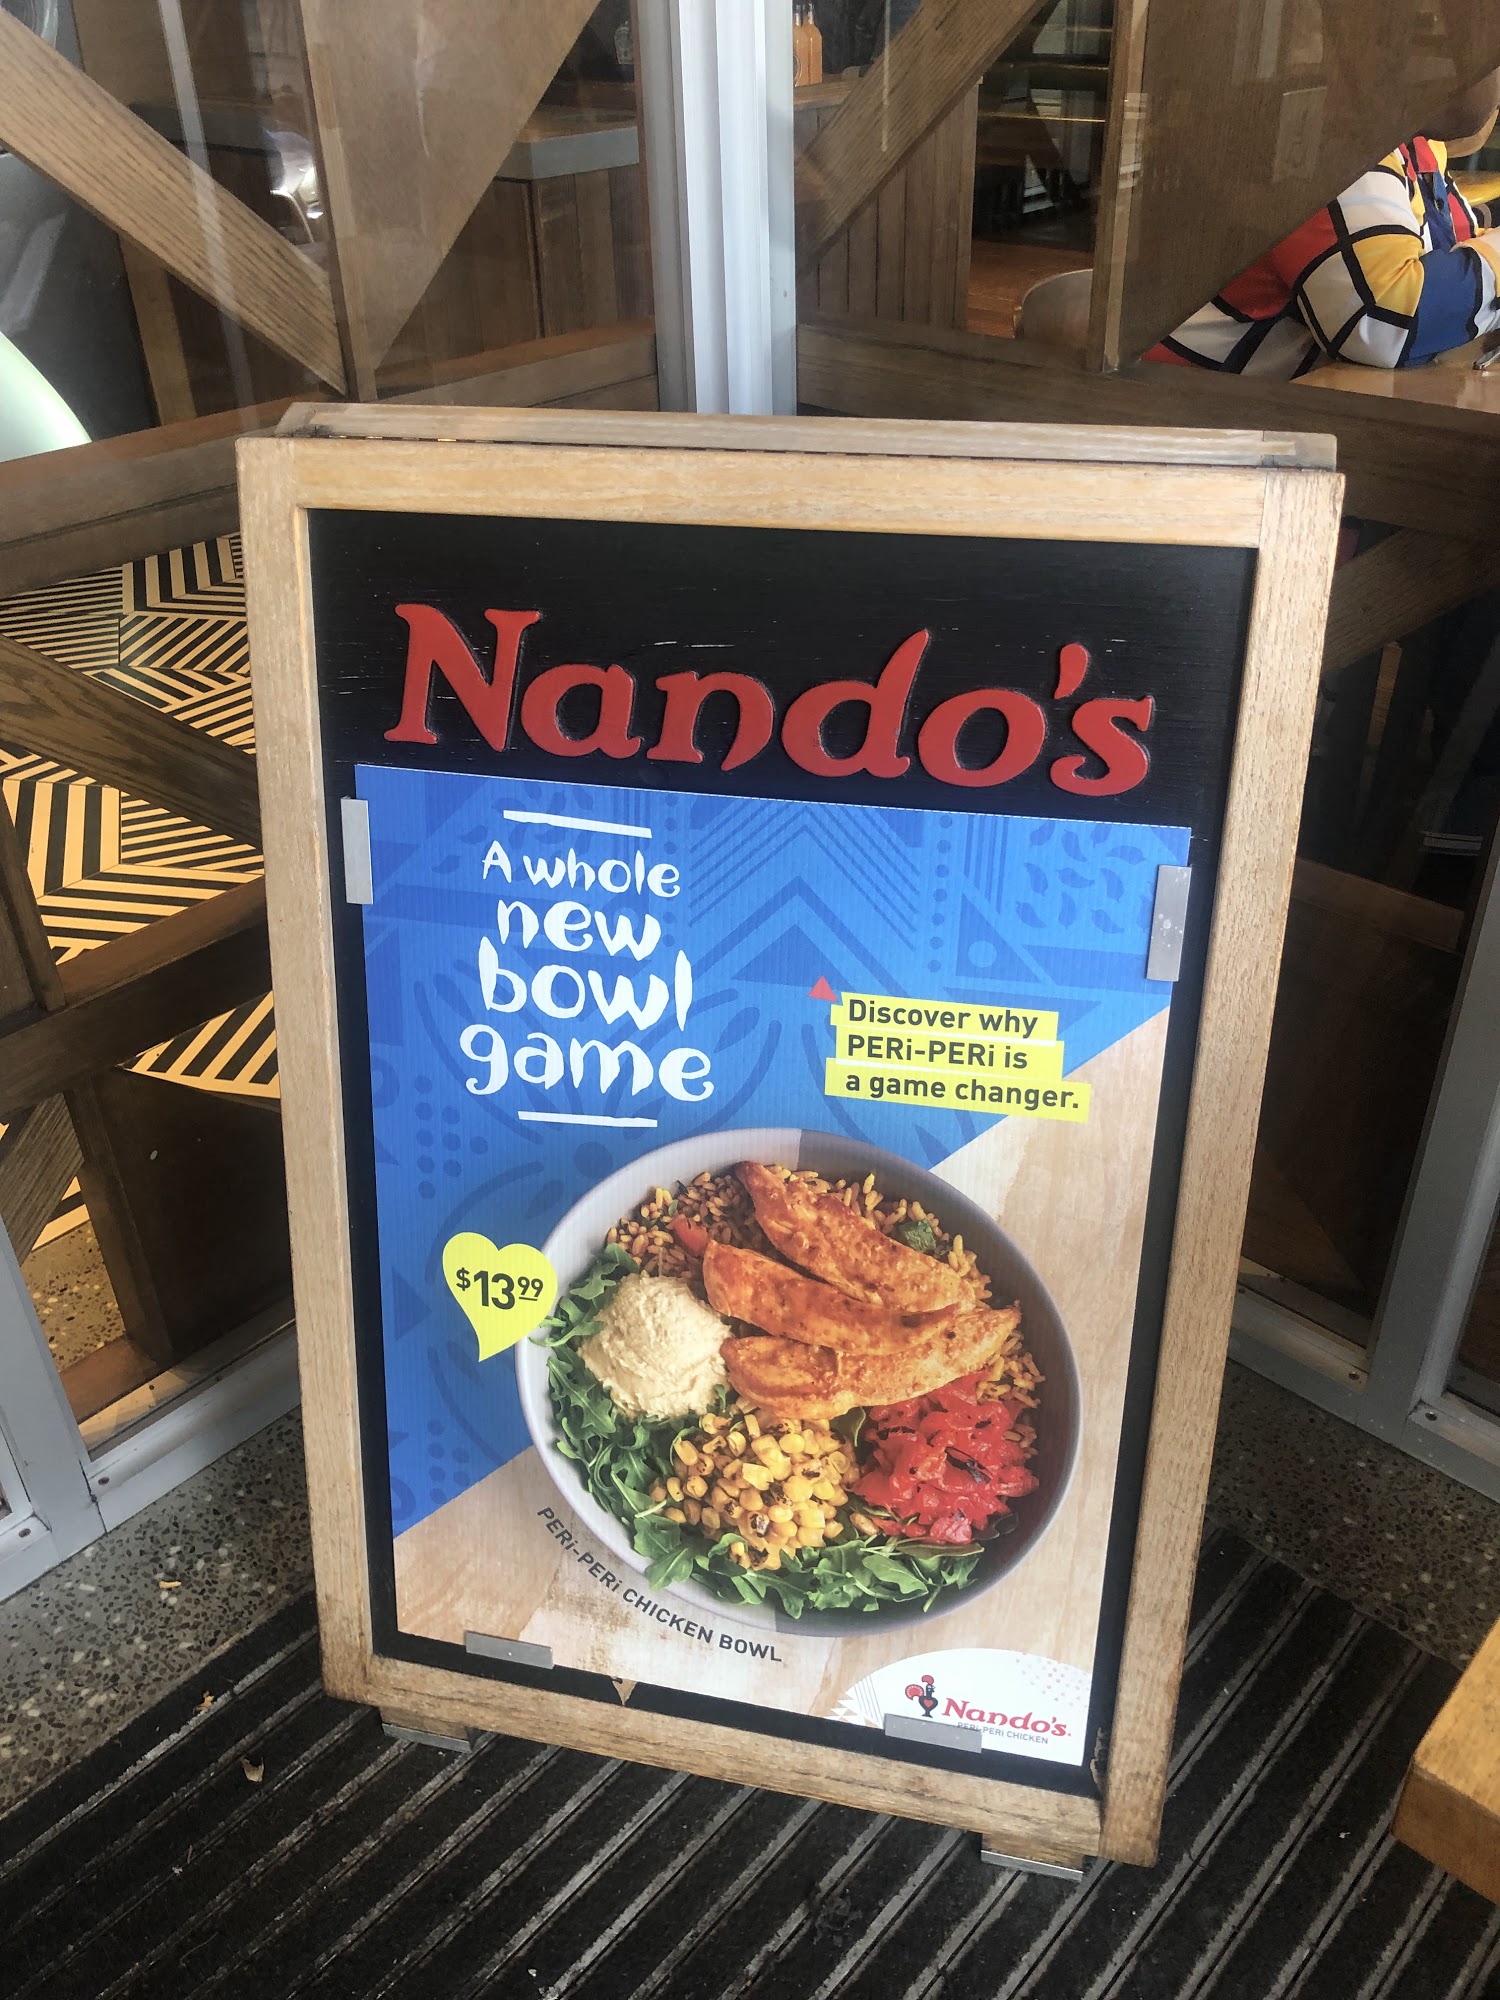 Nando's
A whole
new
bowl
game
Discover why
PERi-PERi is
a game changer.
$13.99
PERi-PERi CHICKEN BOWL
Nando's
PERi-PERi CHICKEN